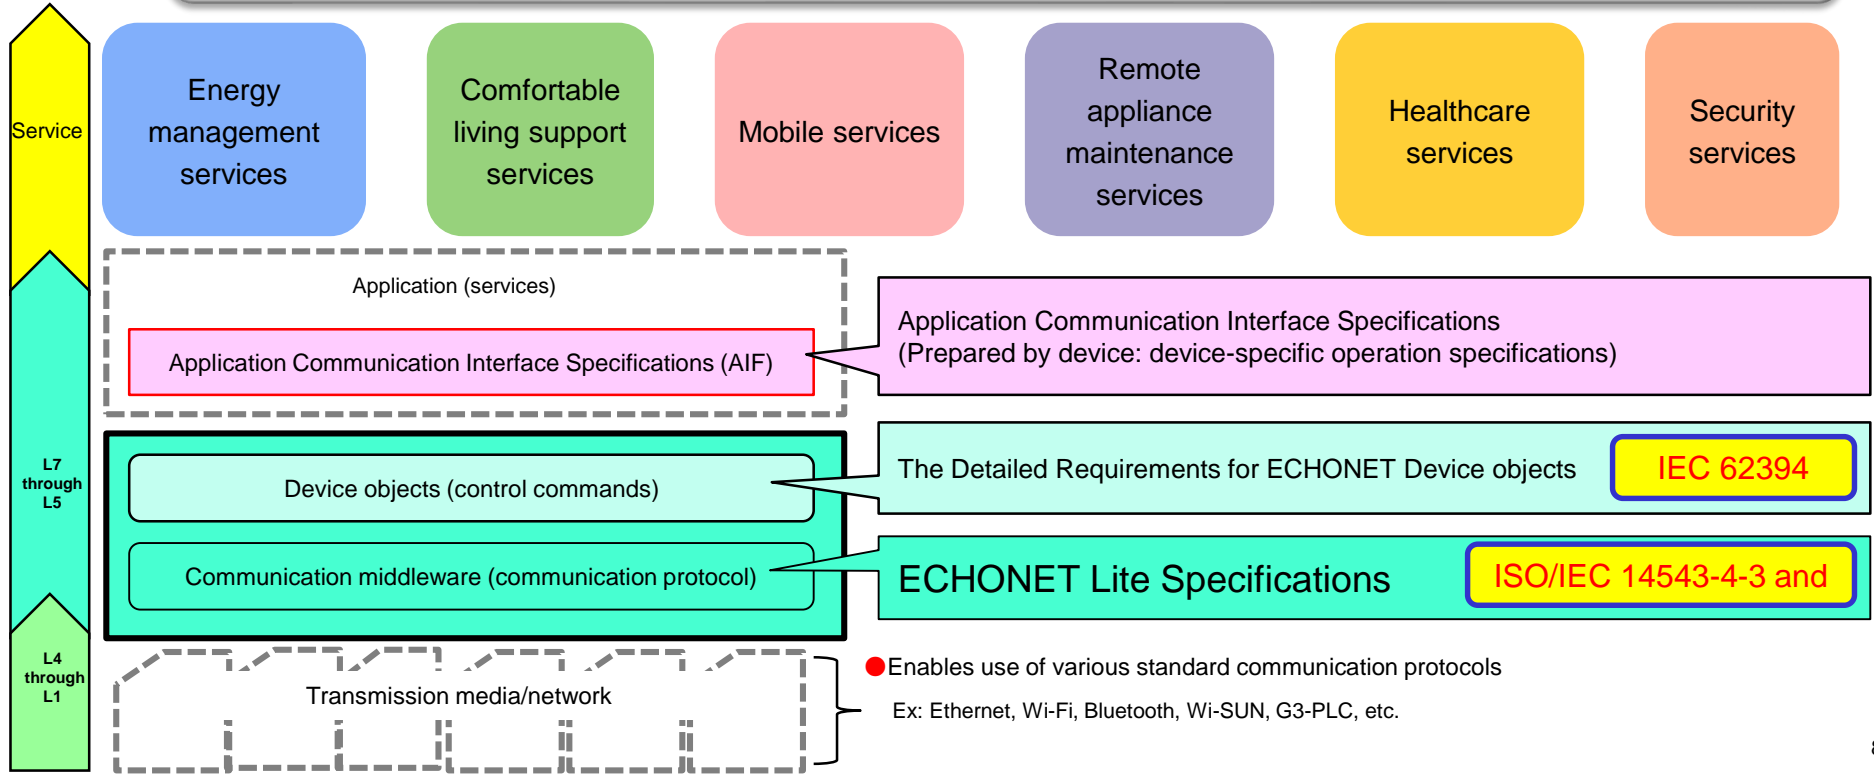 Service
Energy
management
services
Comfortable
living support
services
Mobile services
Remote
appliance
maintenance
services
Healthcare
services
Security
services
Application (services)
Application Communication Interface Specifications (AIF)
Application Communication Interface Specifications
(Prepared by device: device-specific operation specifications)
L7
through
L5
Device objects (control commands)
The Detailed Requirements for ECHONET Device objects
IEC 62394
Communication middleware (communication protocol)
ECHONET Lite Specifications
ISO/IEC 14543-4-3 and
L4
through
L1
Transmission media/network
Enables use of various standard communication protocols
Ex: Ethernet, Wi-Fi, Bluetooth, Wi-SUN, G3-PLC, etc.